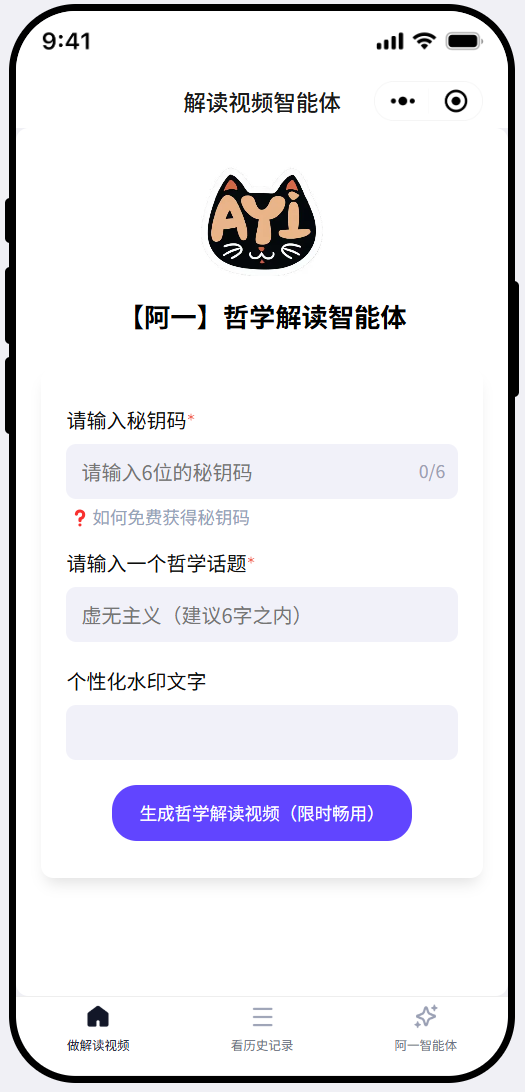 9:41
解读视频智能体
AYi
【阿一】哲学解读智能体
请输入秘钥码*
请输入6位的秘钥码 0/6
❓如何免费获得秘钥码
请输入一个哲学话题*
虚无主义（建议6字之内）
个性化水印文字
生成哲学解读视频（限时畅用）
做解读视频 看历史记录 阿一智能体